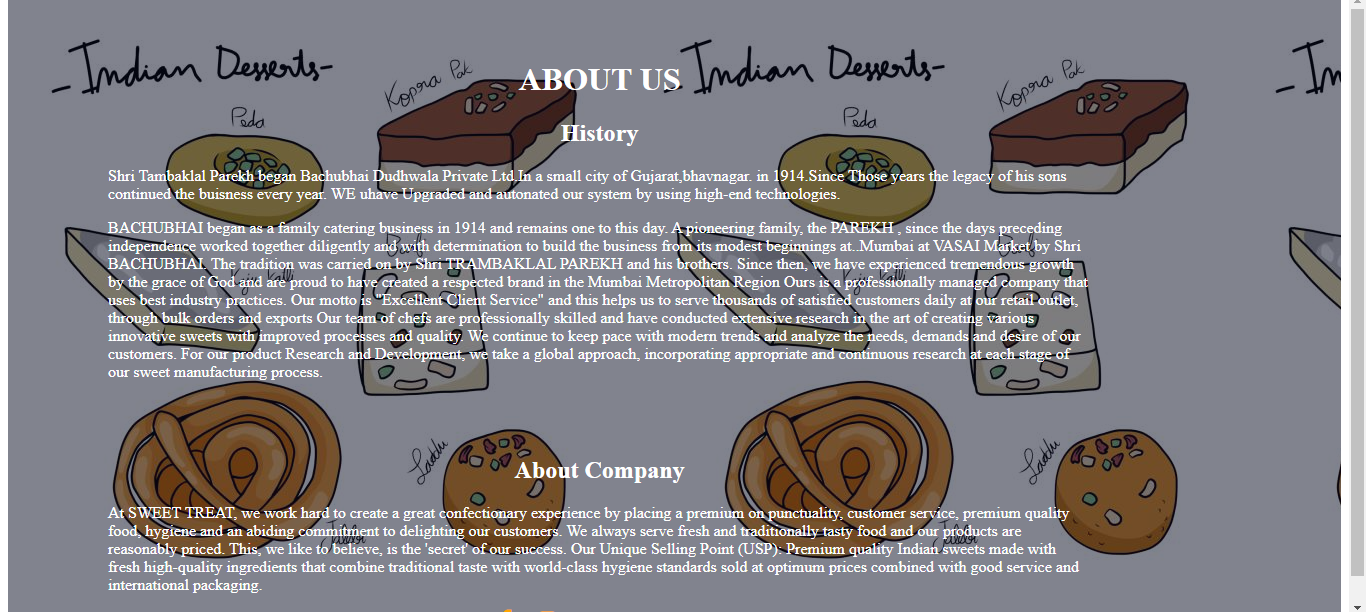 -Indian Desserts-
-Indian Desserts-
Kopra Pak
Kopra Pak
ABOUT US
Peda
Peda
History
Shri Tambaklal Parekh began Bachubhai Dudhwala Private Ltd.In a small city of Gujarat,bhavnagar. in 1914.Since Those years the legacy of his sons
continued the buisness every year. WE uhave Upgraded and autonated our system by using high-end technologies.
BACHUBHAI began as a family catering business in 1914 and remains one to this day. A pioneering family, the PAREKH , since the days preceding
independence worked together diligently and with determination to build the business from its modest beginnings at..Mumbai at VASAI Market by Shri
BACHUBHAI. The tradition was carried on by Shri TRAMBAKLAL PAREKH and his brothers. Since then, we have experienced tremendous growth
by the grace of God and are proud to have created a respected brand in the Mumbai Metropolitan Region Ours is a professionally managed company that
uses best industry practices. Our motto is "Excellent Client Service" and this helps us to serve thousands of satisfied customers daily at our retail outlet,
through bulk orders and exports Our team of chefs are professionally skilled and have conducted extensive research in the art of creating various
innovative sweets with improved processes and quality. We continue to keep pace with modern trends and analyze the needs, demands and desire of our
customers. For our product Research and Development, we take a global approach, incorporating appropriate and continuous research at each stage of
our sweet manufacturing process.
Barfi
Barfi
Kaju Katli
Kaju Katli
Laddu
Laddu
About Company
At SWEET TREAT, we work hard to create a great confectionary experience by placing a premium on punctuality, customer service, premium quality
food, hygiene and an abiding commitment to delighting our customers. We always serve fresh and traditionally tasty food and our products are
reasonably priced. This, we like to believe, is the 'secret' of our success. Our Unique Selling Point (USP): Premium quality Indian sweets made with
fresh high-quality ingredients that combine traditional taste with world-class hygiene standards sold at optimum prices combined with good service and
international packaging.
Jalebi
Jalebi